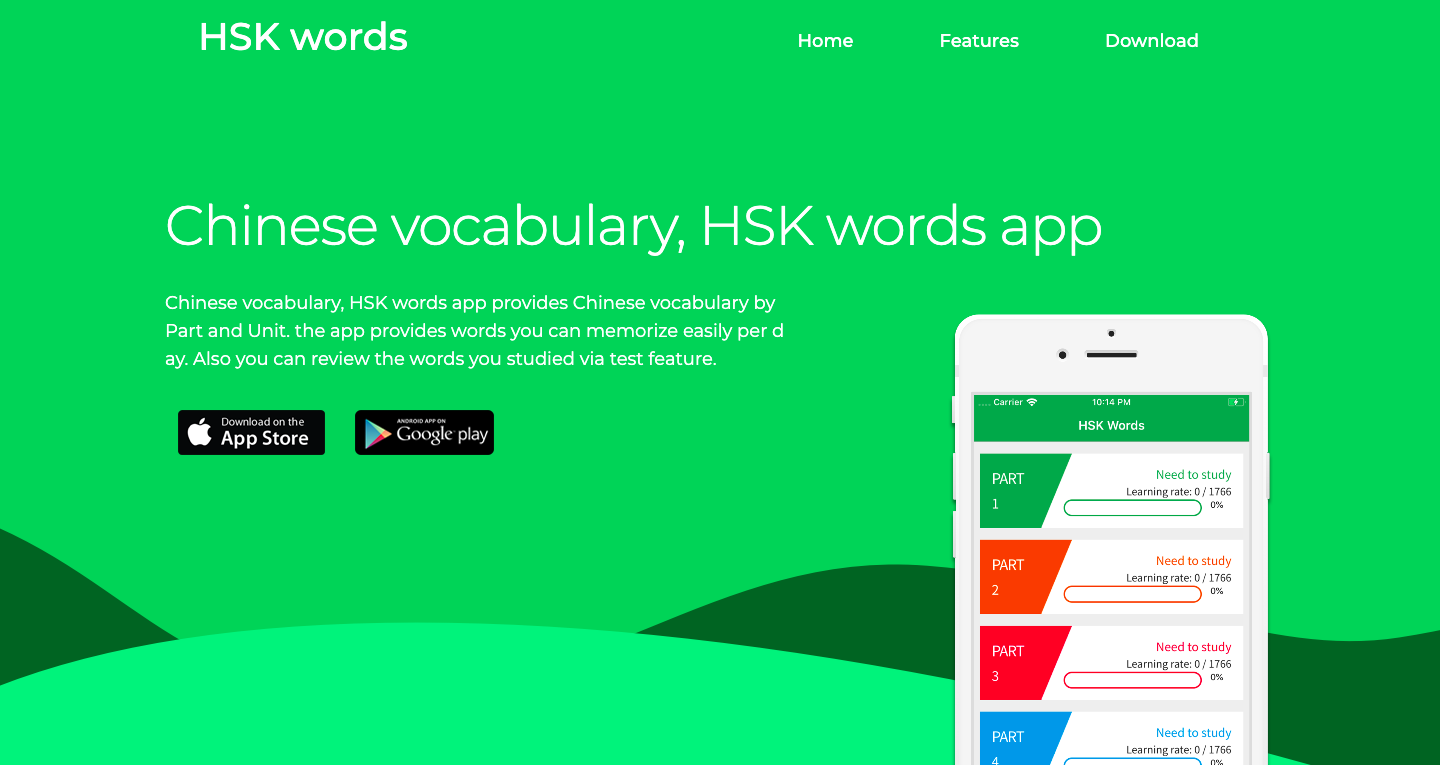 HSK words
Home Features Download
Chinese vocabulary, HSK words app
Chinese vocabulary, HSK words app provides Chinese vocabulary by
Part and Unit. the app provides words you can memorize easily per d
ay. Also you can review the words you studied via test feature.
Download on the
App Store
ANDROID APP ON
Google play
Carrier 10:14 PM
HSK Words
PART
1
Need to study
Learning rate: 0 / 1766
0%
PART
2
Need to study
Learning rate: 0 / 1766
0%
PART
3
Need to study
Learning rate: 0 / 1766
0%
PART
4
Need to study
Learning rate: 0 / 1766
0%